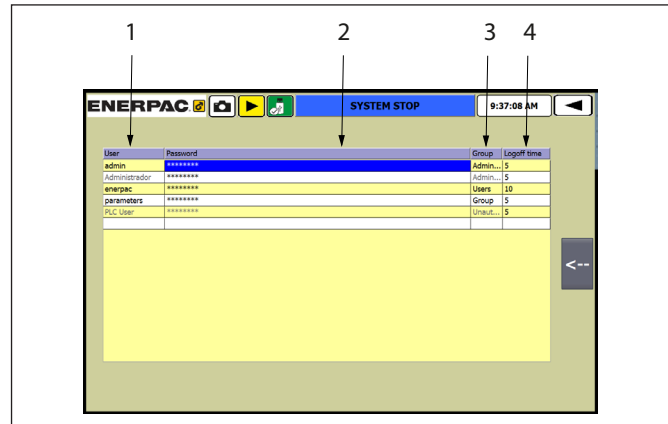 1 2 3 4
ENERPAC SYSTEM STOP 9:37:08 AM
User Password Group Logoff time
admin ******** Admin... 5
Administrador ******** Admin... 5
enerpac ******** Users 10
parameters ******** Group 5
PLC User ******** Unaut... 5
<--